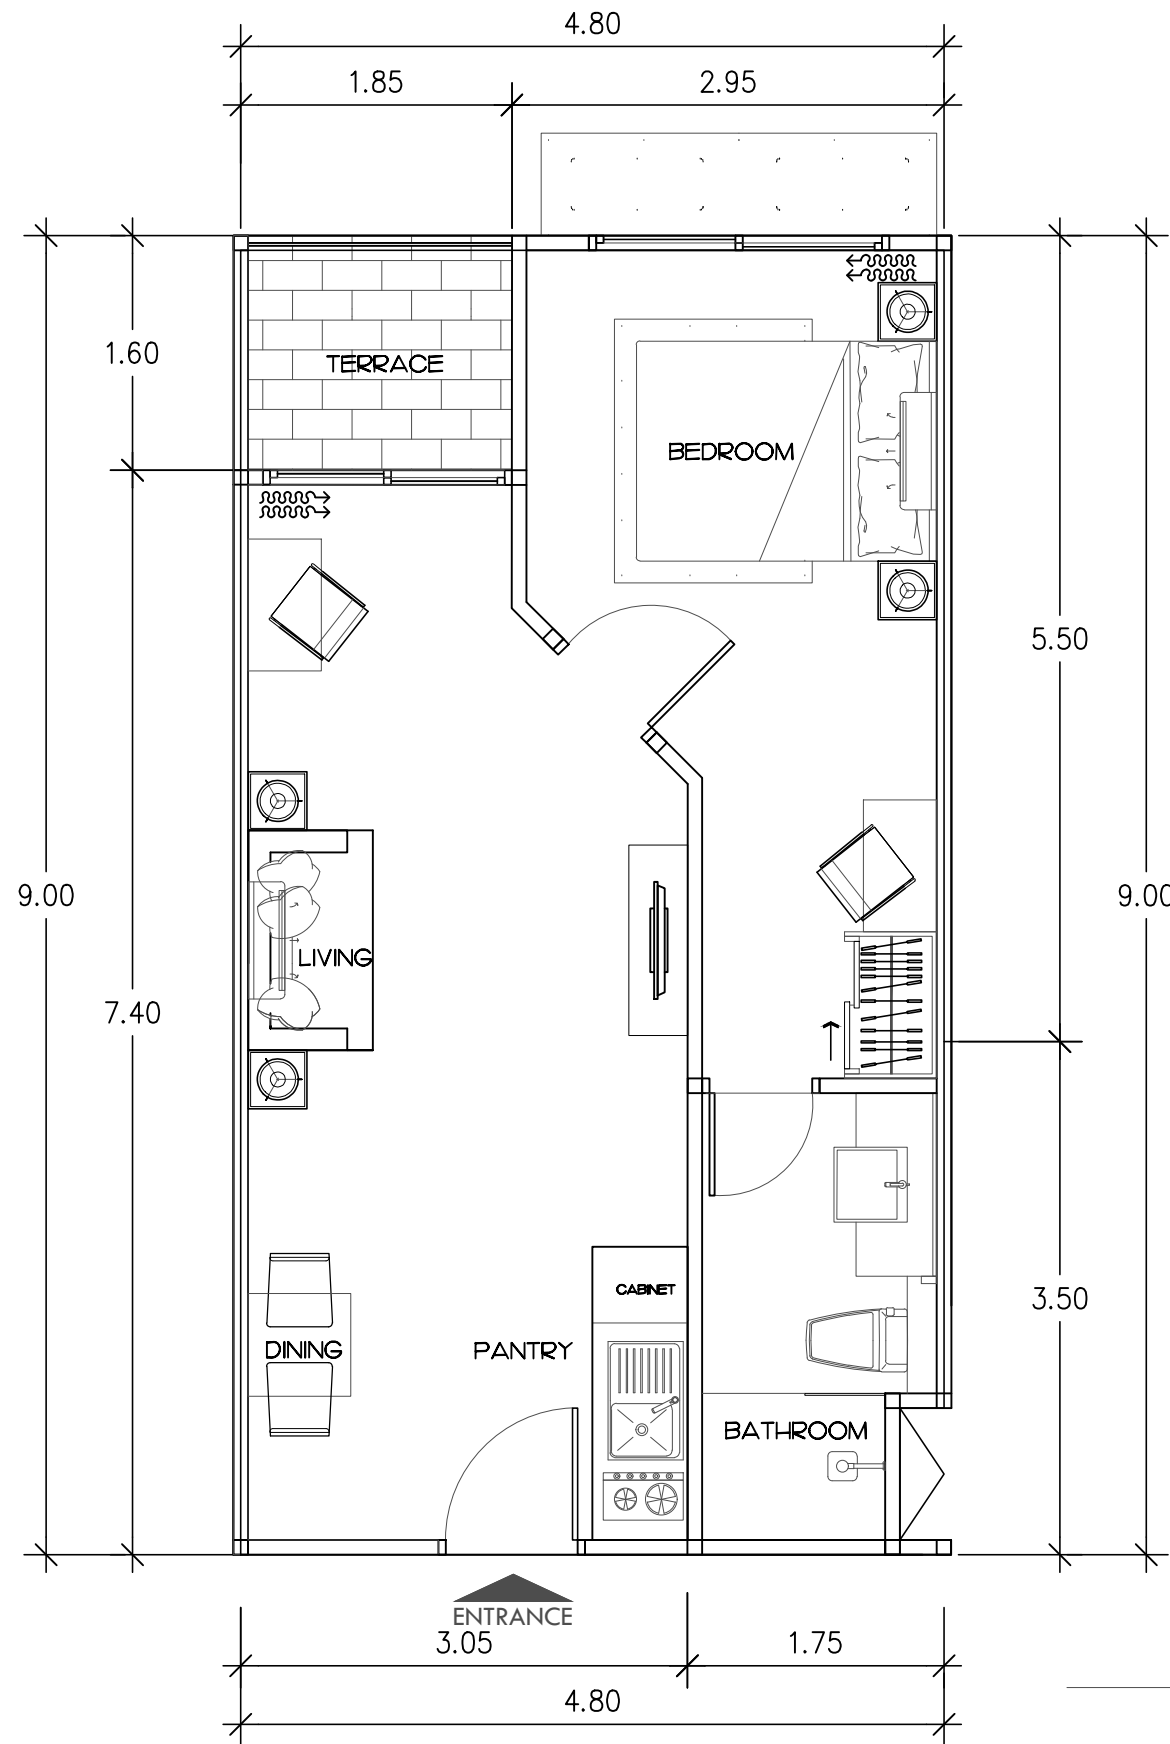 4.80
1.85
2.95
1.60
TERRACE
BEDROOM
5.50
9.00
9.00
LIVING
7.40
CABINET
3.50
DINING
PANTRY
BATHROOM
ENTRANCE
3.05
1.75
4.80